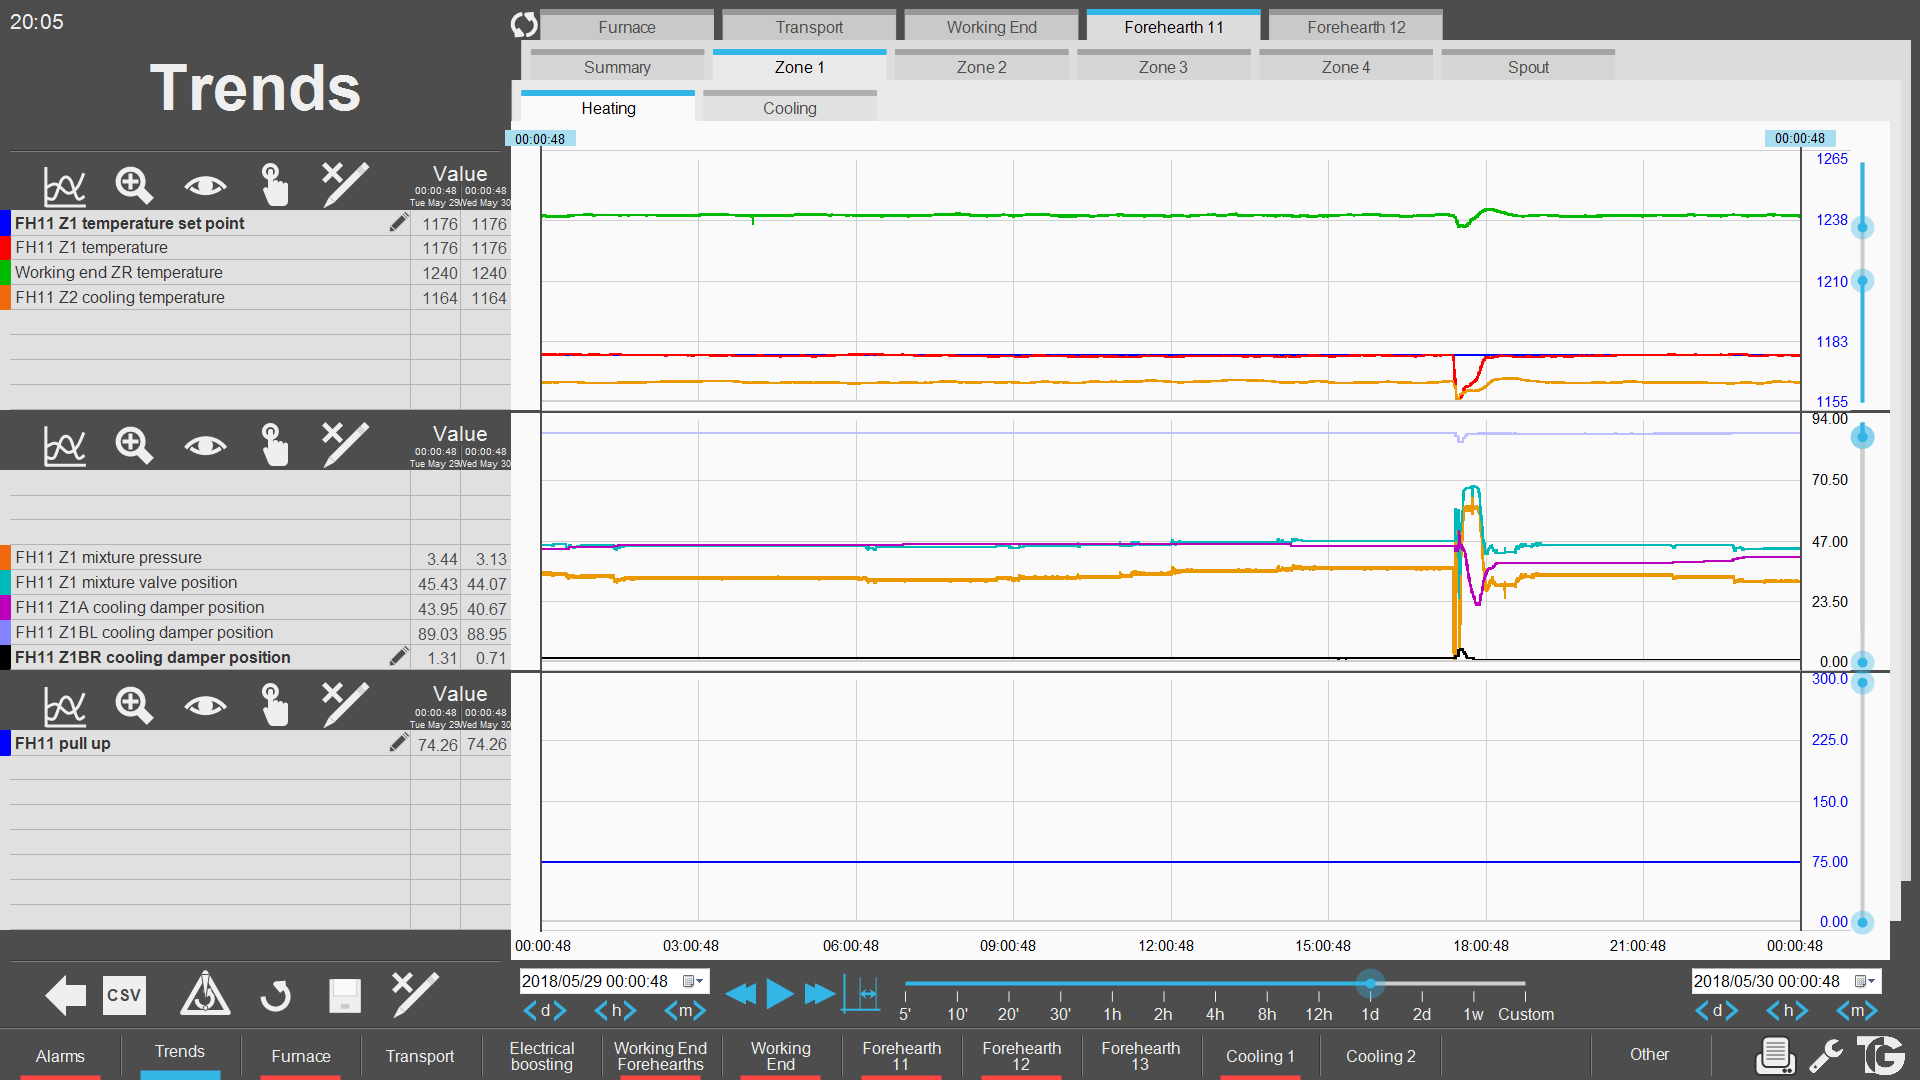 20:05
Trends
Furnace
Transport
Working End
Forehearth 11
Forehearth 12
Summary
Zone 1
Zone 2
Zone 3
Zone 4
Spout
Heating
Cooling
00:00:48
00:00:48
Value
00:00:48 00:00:48
Tue May 29 Wed May 30
FH11 Z1 temperature set point 1176 1176
FH11 Z1 temperature 1176 1176
Working end ZR temperature 1240 1240
FH11 Z2 cooling temperature 1164 1164
1265
1238
1210
1183
1155
Value
00:00:48 00:00:48
Tue May 29 Wed May 30
FH11 Z1 mixture pressure 3.44 3.13
FH11 Z1 mixture valve position 45.43 44.07
FH11 Z1A cooling damper position 43.95 40.67
FH11 Z1BL cooling damper position 89.03 88.95
FH11 Z1BR cooling damper position 1.31 0.71
94.00
70.50
47.00
23.50
0.00
Value
00:00:48 00:00:48
Tue May 29 Wed May 30
FH11 pull up 74.26 74.26
300.0
225.0
150.0
75.00
0.00
00:00:48 03:00:48 06:00:48 09:00:48 12:00:48 15:00:48 18:00:48 21:00:48 00:00:48
CSV
2018/05/29 00:00:48
d h m
5' 10' 20' 30' 1h 2h 4h 8h 12h 1d 2d 1w Custom
2018/05/30 00:00:48
d h m
Alarms
Trends
Furnace
Transport
Electrical
boosting
Working End
Forehearths
Working
End
Forehearth
11
Forehearth
12
Forehearth
13
Cooling 1
Cooling 2
Other
TG